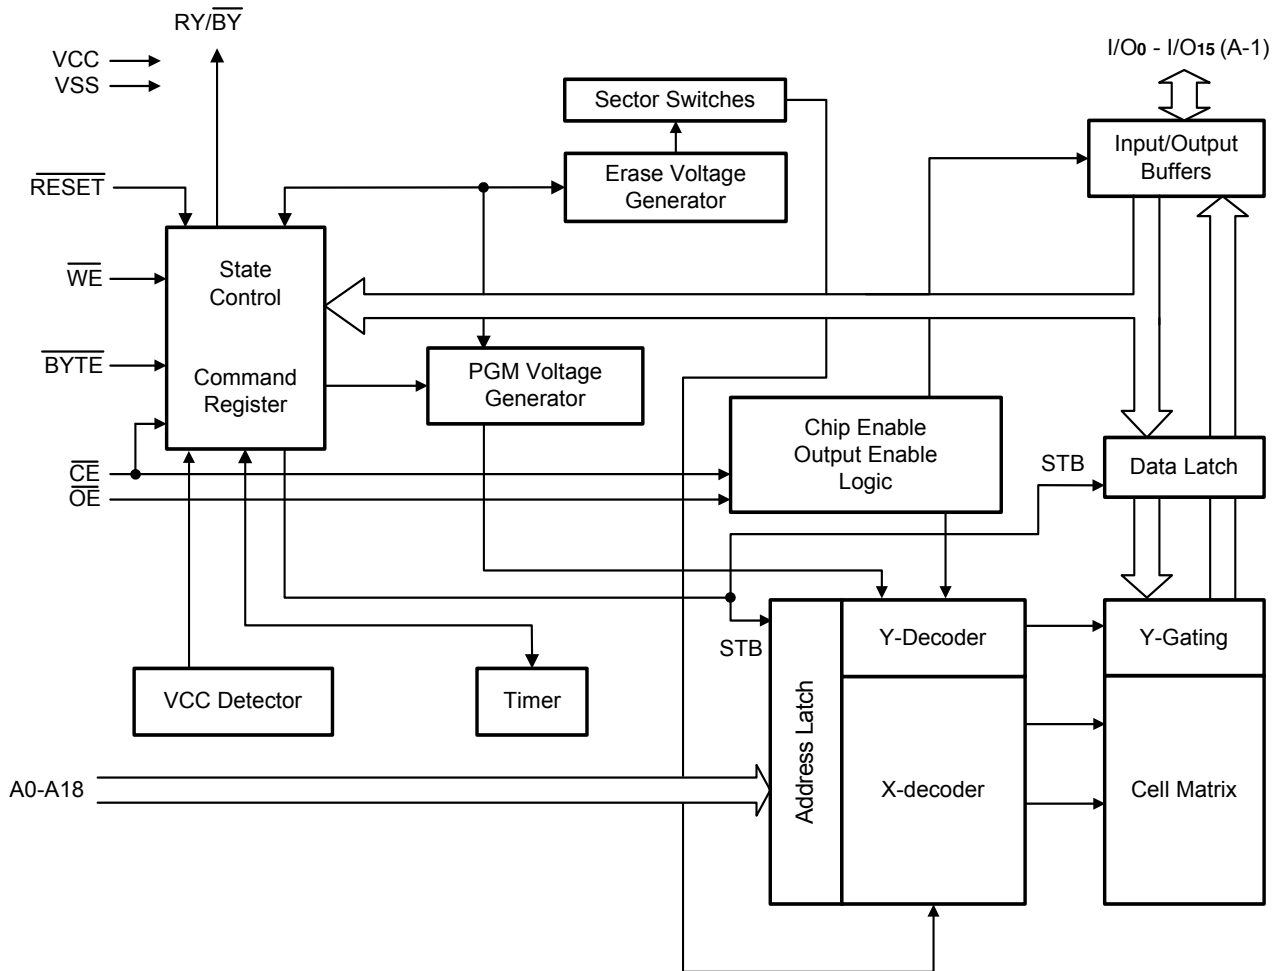 RY/BY
I/O0 - I/O15 (A-1)
VCC
VSS
Sector Switches
Input/Output
Buffers
Erase Voltage
Generator
RESET
State
Control
WE
BYTE
Command
Register
PGM Voltage
Generator
Chip Enable
Output Enable
Logic
CE
OE
STB
Data Latch
STB
Y-Decoder
Y-Gating
VCC Detector
Timer
Address Latch
A0-A18
X-decoder
Cell Matrix